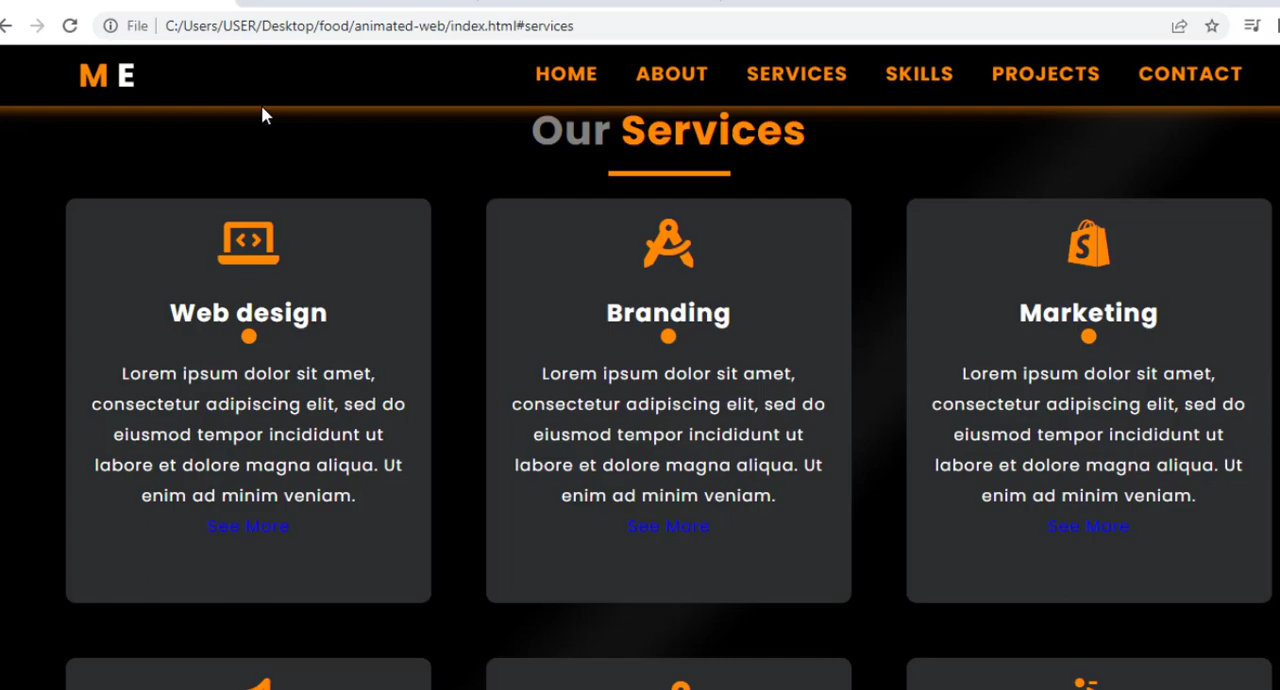 File | C:/Users/USER/Desktop/food/animated-web/index.html#services
M E HOME ABOUT SERVICES SKILLS PROJECTS CONTACT
Our Services
Web design
Lorem ipsum dolor sit amet,
consectetur adipiscing elit, sed do
eiusmod tempor incididunt ut
labore et dolore magna aliqua. Ut
enim ad minim veniam.
See More
Branding
Lorem ipsum dolor sit amet,
consectetur adipiscing elit, sed do
eiusmod tempor incididunt ut
labore et dolore magna aliqua. Ut
enim ad minim veniam.
See More
S
Marketing
Lorem ipsum dolor sit amet,
consectetur adipiscing elit, sed do
eiusmod tempor incididunt ut
labore et dolore magna aliqua. Ut
enim ad minim veniam.
See More